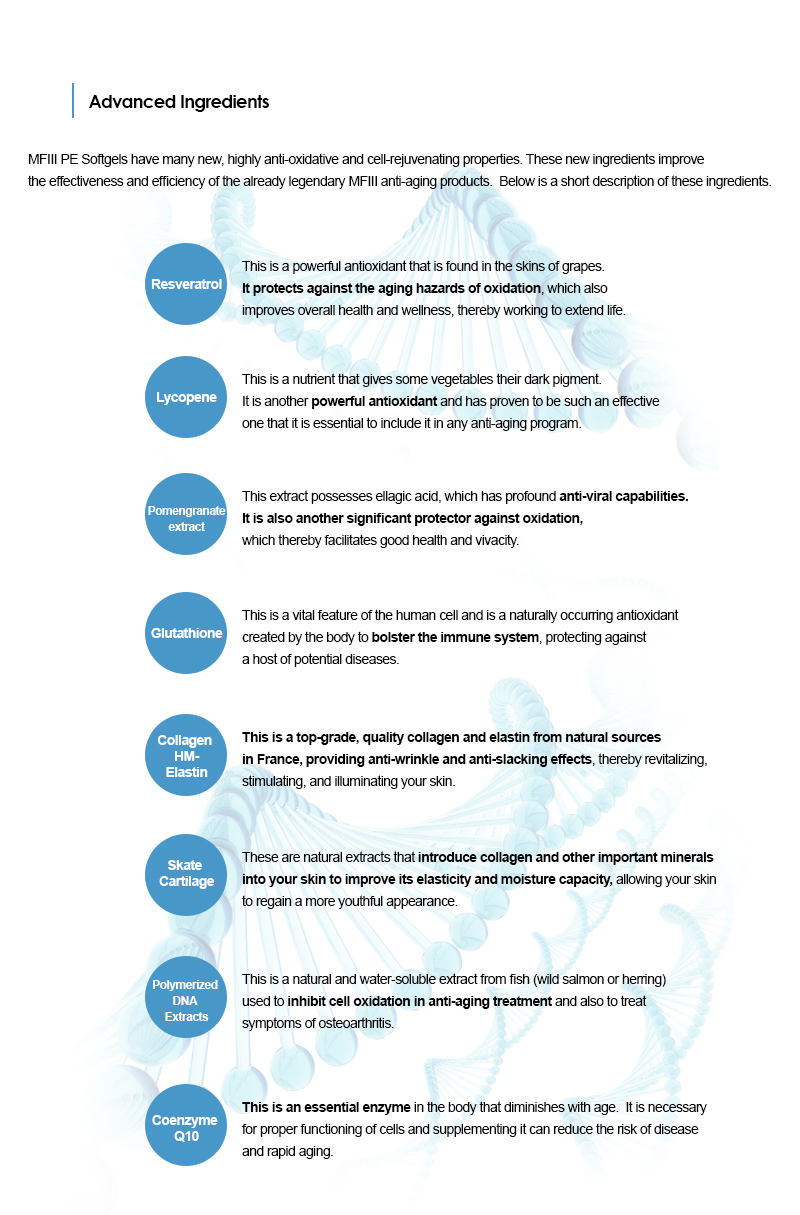 Advanced Ingredients
MFIII PE Softgels have many new, highly anti-oxidative and cell-rejuvenating properties. These new ingredients improve
the effectiveness and efficiency of the already legendary MFIII anti-aging products.  Below is a short description of these ingredients.
Resveratrol
This is a powerful antioxidant that is found in the skins of grapes.
It protects against the aging hazards of oxidation, which also
improves overall health and wellness, thereby working to extend life.
Lycopene
This is a nutrient that gives some vegetables their dark pigment.
It is another powerful antioxidant and has proven to be such an effective
one that it is essential to include it in any anti-aging program.
Pomengranate
extract
This extract possesses ellagic acid, which has profound anti-viral capabilities.
It is also another significant protector against oxidation,
which thereby facilitates good health and vivacity.
Glutathione
This is a vital feature of the human cell and is a naturally occurring antioxidant
created by the body to bolster the immune system, protecting against
a host of potential diseases.
Collagen
HM-
Elastin
This is a top-grade, quality collagen and elastin from natural sources
in France, providing anti-wrinkle and anti-slacking effects, thereby revitalizing,
stimulating, and illuminating your skin.
Skate
Cartilage
These are natural extracts that introduce collagen and other important minerals
into your skin to improve its elasticity and moisture capacity, allowing your skin
to regain a more youthful appearance.
Polymerized
DNA
Extracts
This is a natural and water-soluble extract from fish (wild salmon or herring)
used to inhibit cell oxidation in anti-aging treatment and also to treat
symptoms of osteoarthritis.
Coenzyme
Q10
This is an essential enzyme in the body that diminishes with age.  It is necessary
for proper functioning of cells and supplementing it can reduce the risk of disease
and rapid aging.